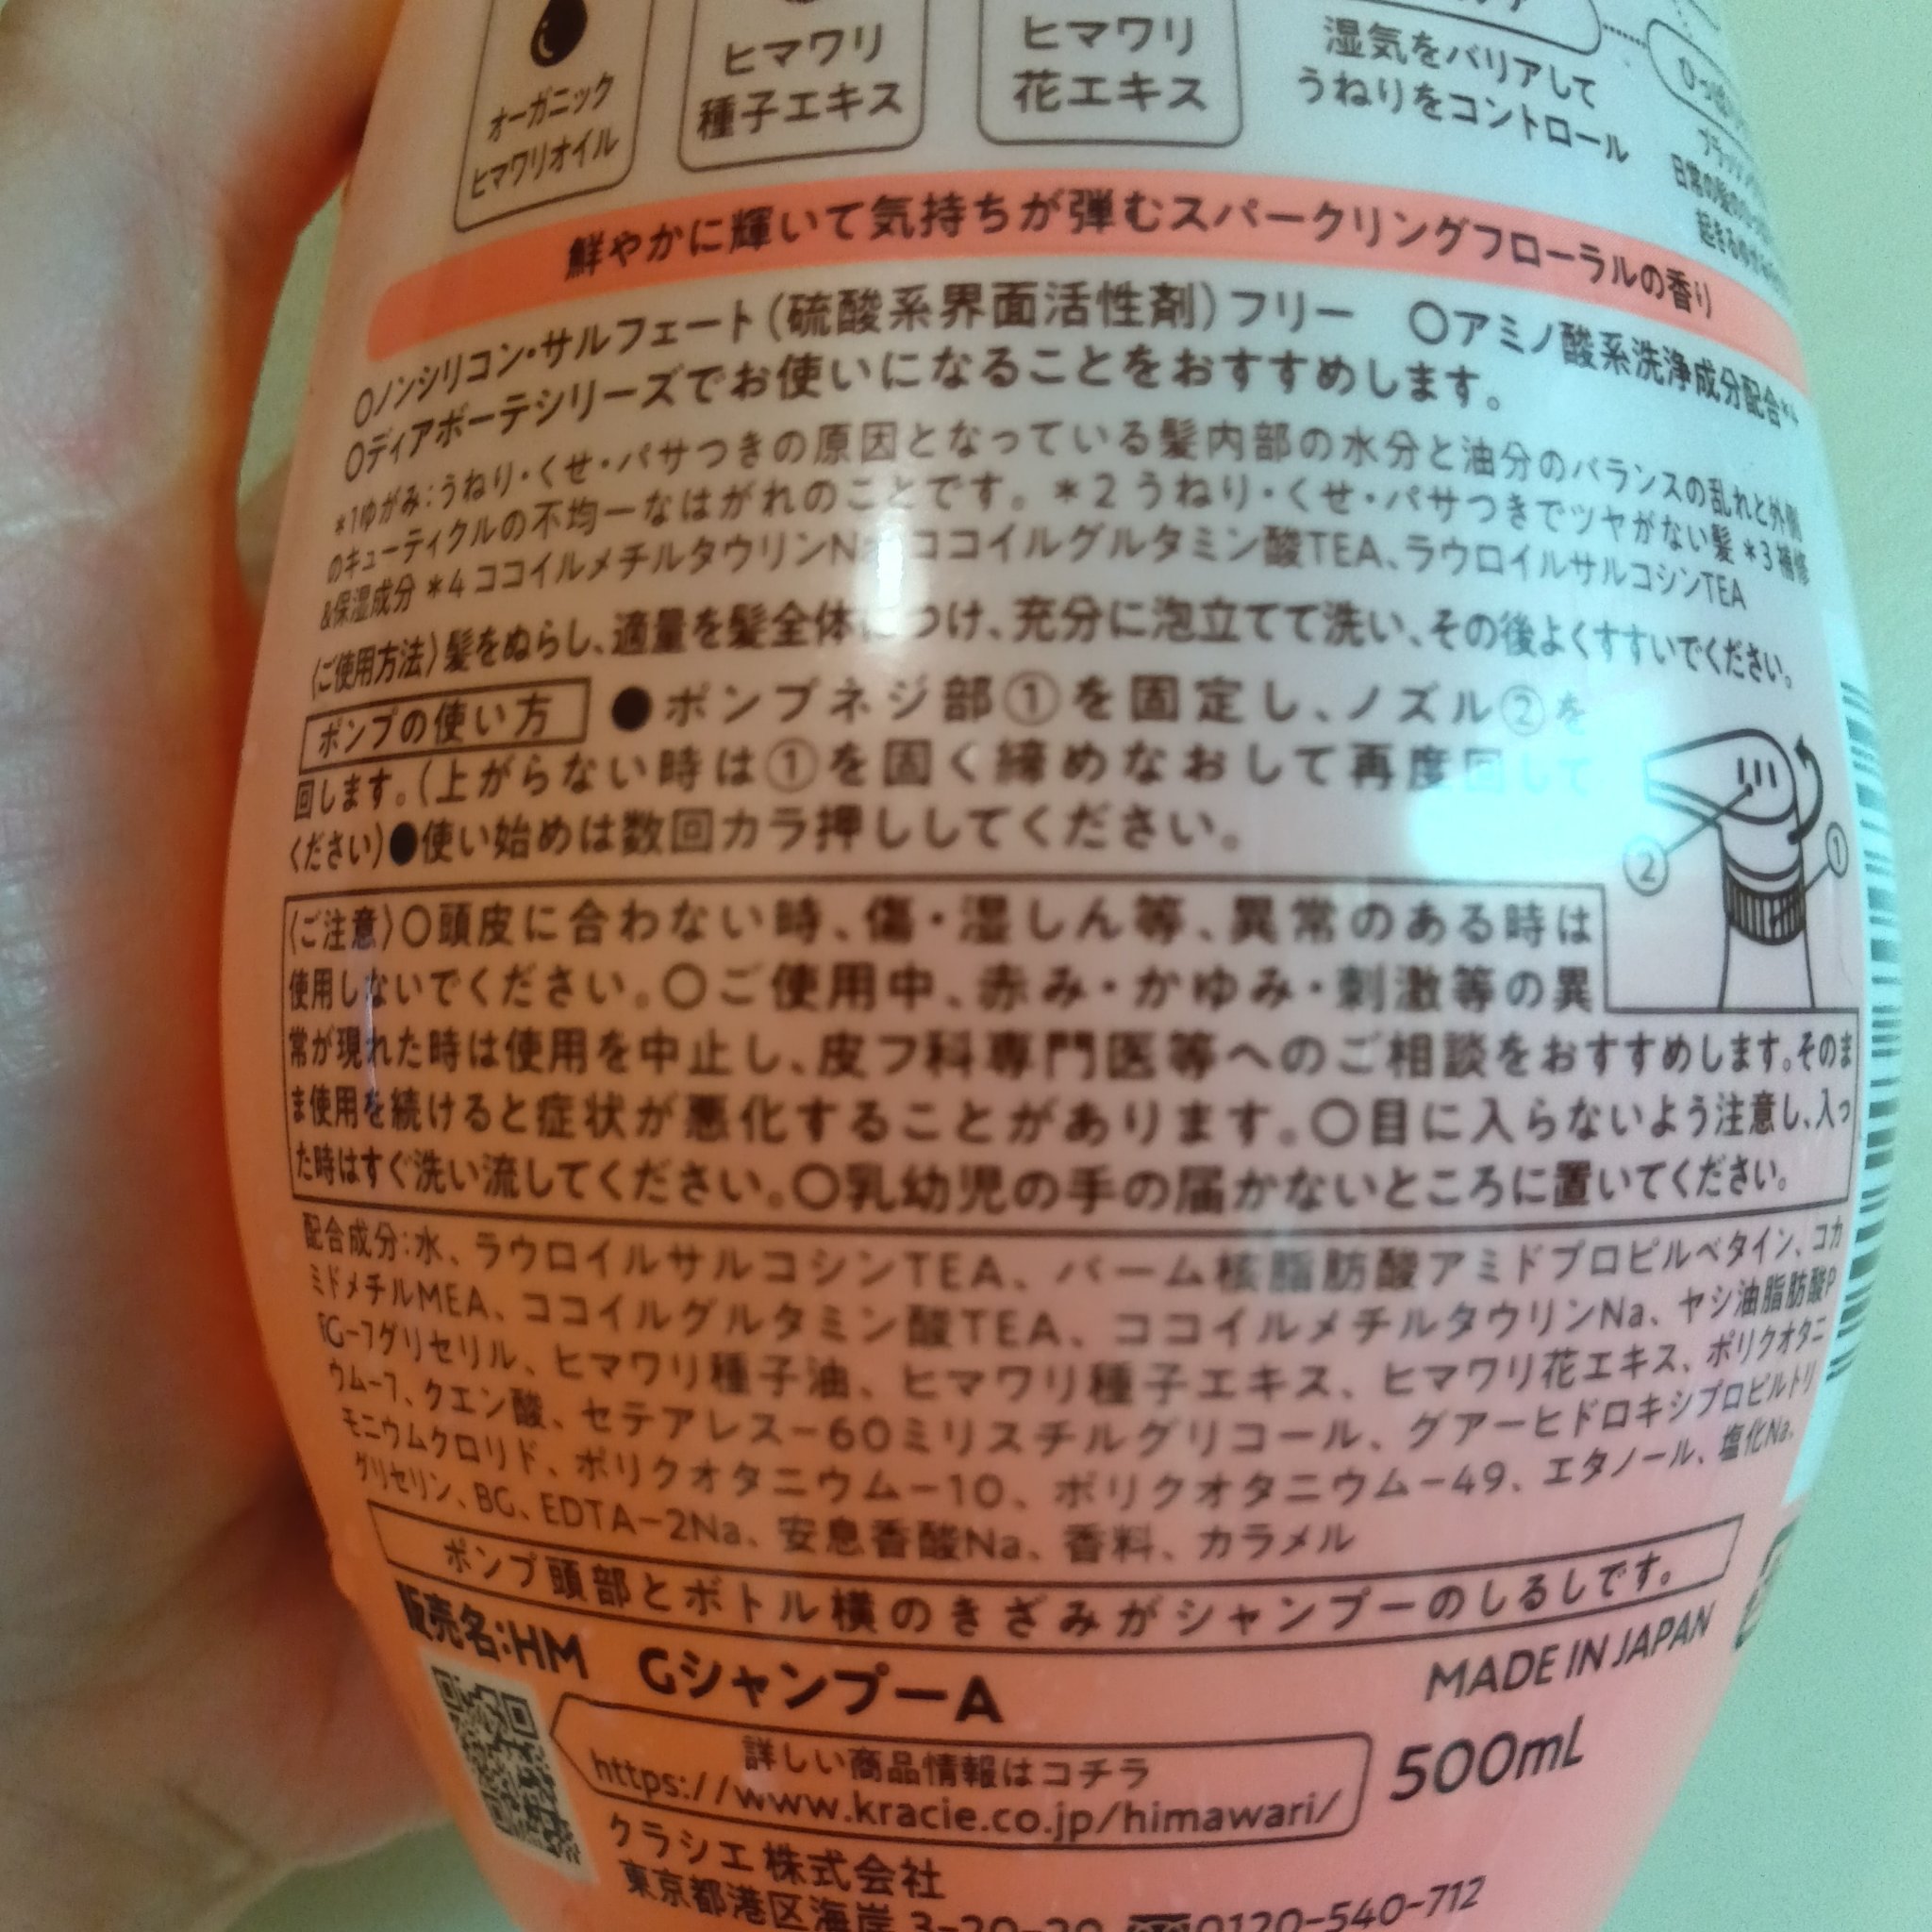 オーガニック
ヒマワリオイル
ヒマワリ
種子エキス
ヒマワリ
花エキス
湿気をバリアして
うねりをコントロール
鮮やかに輝いて気持ちが弾むスパークリングフローラルの香り
○ノンシリコン・サルフェート(硫酸系界面活性剤)フリー ○アミノ酸系洗浄成分配合*4
○ディアボーテシリーズでお使いになることをおすすめします。
*1ゆがみ:うねり・くせ・パサつきの原因となっている髪内部の水分と油分のバランスの乱れと外側
のキューティクルの不均一なはがれのことです。*2 うねり・くせ・パサつきでツヤがない髪 *3 補修
&保湿成分 *4 ココイルメチルタウリンNa、ココイルグルタミン酸TEA、ラウロイルサルコシンTEA
〈ご使用方法〉髪をぬらし、適量を髪全体につけ、充分に泡立てて洗い、その後よくすすいでください。
ポンプの使い方 ●ポンプネジ部①を固定し、ノズル②を
回します。(上がらない時は①を固く締めなおして再度回して
ください)●使い始めは数回カラ押ししてください。
②
①
〈ご注意〉○頭皮に合わない時、傷・湿しん等、異常のある時は
使用しないでください。○ご使用中、赤み・かゆみ・刺激等の異
常が現れた時は使用を中止し、皮フ科専門医等へのご相談をおすすめします。そのま
ま使用を続けると症状が悪化することがあります。○目に入らないよう注意し、入っ
た時はすぐ洗い流してください。○乳幼児の手の届かないところに置いてください。
配合成分:水、ラウロイルサルコシンTEA、パーム核脂肪酸アミドプロピルベタイン、コカ
ミドメチルMEA、ココイルグルタミン酸TEA、ココイルメチルタウリンNa、ヤシ油脂肪酸P
EG-7グリセリル、ヒマワリ種子油、ヒマワリ種子エキス、ヒマワリ花エキス、ポリクオタニ
ウム-7、クエン酸、セテアレス-60ミリスチルグリコール、グアーヒドロキシプロピルトリ
モニウムクロリド、ポリクオタニウム-10、ポリクオタニウム-49、エタノール、塩化Na、
グリセリン、BG、EDTA-2Na、安息香酸Na、香料、カラメル
ポンプ頭部とボトル横のきざみがシャンプーのしるしです。
販売名:HM GシャンプーA
MADE IN JAPAN
詳しい商品情報はコチラ
https://www.kracie.co.jp/himawari/
500mL
クラシエ株式会社
東京都港区海岸 3-20-20 0120-540-712